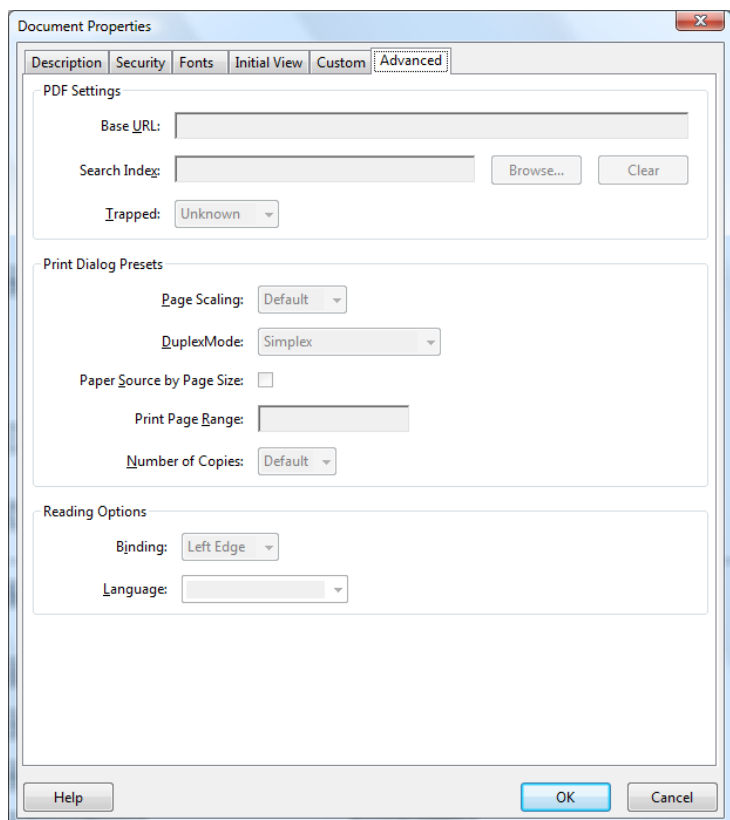 Document Properties
Description Security Fonts Initial View Custom Advanced
PDF Settings
Base URL:
Search Index: Browse... Clear
Trapped: Unknown
Print Dialog Presets
Page Scaling: Default
DuplexMode: Simplex
Paper Source by Page Size:
Print Page Range:
Number of Copies: Default
Reading Options
Binding: Left Edge
Language:
Help OK Cancel